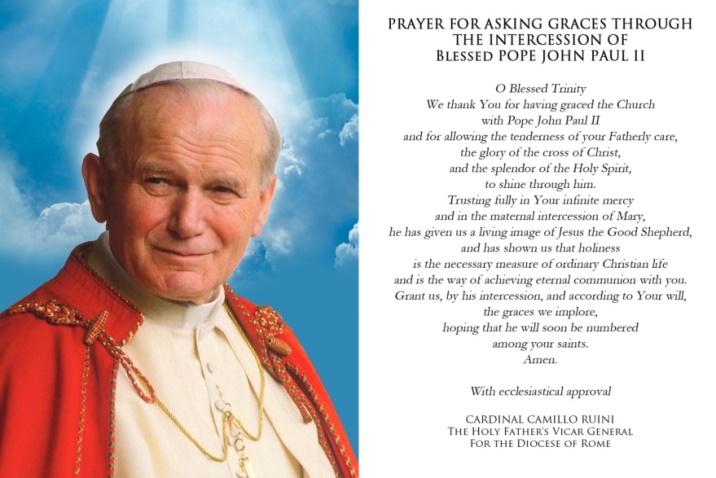 PRAYER FOR ASKING GRACES THROUGH
THE INTERCESSION OF
BLESSED POPE JOHN PAUL II
O Blessed Trinity
We thank You for having graced the Church
with Pope John Paul II
and for allowing the tenderness of your Fatherly care,
the glory of the cross of Christ,
and the splendor of the Holy Spirit,
to shine through him.
Trusting fully in Your infinite mercy
and in the maternal intercession of Mary,
he has given us a living image of Jesus the Good Shepherd,
and has shown us that holiness
is the necessary measure of ordinary Christian life
and is the way of achieving eternal communion with you.
Grant us, by his intercession, and according to Your will,
the graces we implore,
hoping that he will soon be numbered
among your saints.
Amen.
With ecclesiastical approval
CARDINAL CAMILLO RUINI
THE HOLY FATHER'S VICAR GENERAL
FOR THE DIOCESE OF ROME